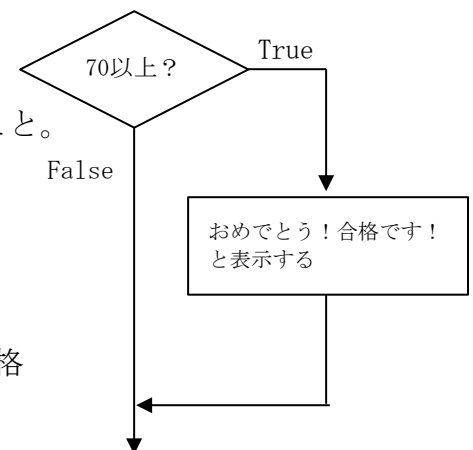 70以上？
True
と。
False
おめでとう！合格です！
と表示する
格